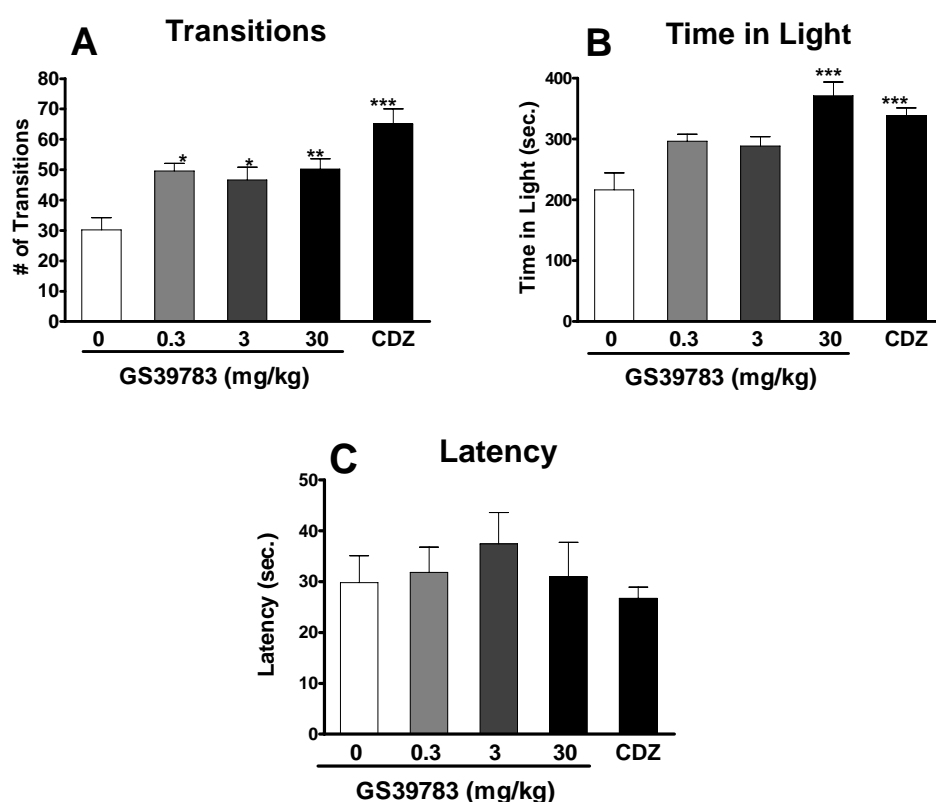 A Transitions
# of Transitions
80
70
60
50
40
30
20
10
0
* * ** ***
0 0.3 3 30 CDZ
GS39783 (mg/kg)
B Time in Light
Time in Light (sec.)
400
300
200
100
0
*** ***
0 0.3 3 30 CDZ
GS39783 (mg/kg)
C Latency
Latency (sec.)
50
40
30
20
10
0
0 0.3 3 30 CDZ
GS39783 (mg/kg)